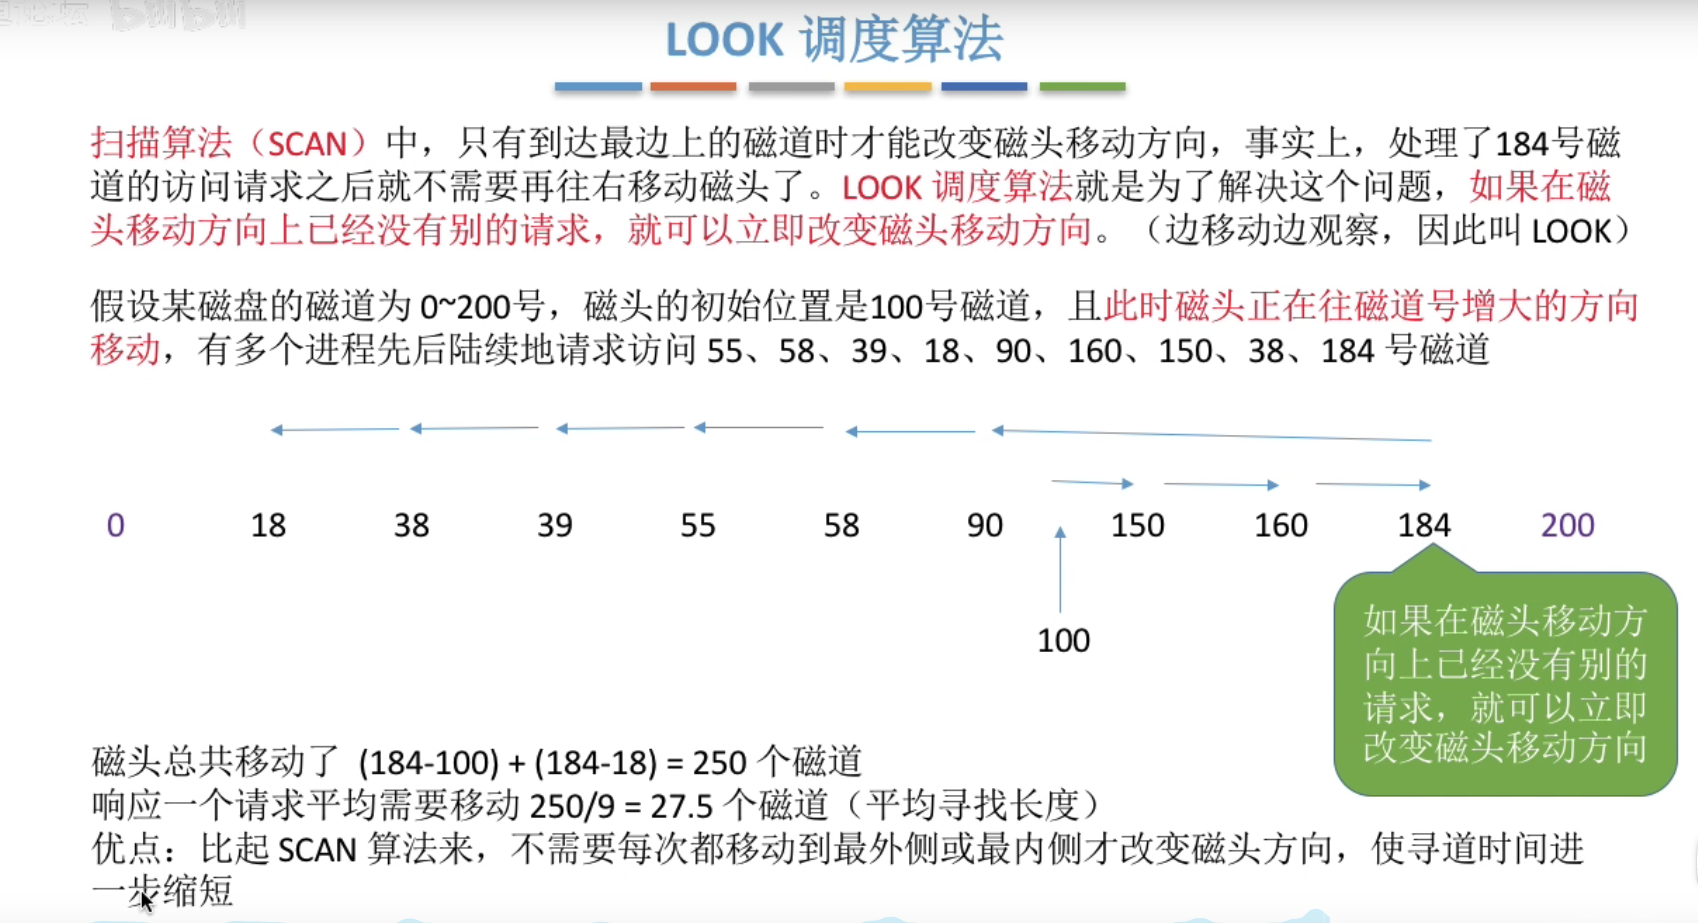 LOOK 调度算法
扫描算法（SCAN）中，只有到达最边上的磁道时才能改变磁头移动方向，事实上，处理了184号磁
道的访问请求之后就不需要再往右移动磁头了。LOOK 调度算法就是为了解决这个问题，如果在磁
头移动方向上已经没有别的请求，就可以立即改变磁头移动方向。（边移动边观察，因此叫 LOOK）
假设某磁盘的磁道为 0~200号，磁头的初始位置是100号磁道，且此时磁头正在往磁道号增大的方向
移动，有多个进程先后陆续地请求访问 55、58、39、18、90、160、150、38、184 号磁道
0 18 38 39 55 58 90 150 160 184 200
100
如果在磁头移动方
向上已经没有别的
请求，就可以立即
改变磁头移动方向
磁头总共移动了 (184-100) + (184-18) = 250 个磁道
响应一个请求平均需要移动 250/9 = 27.5 个磁道（平均寻找长度）
优点：比起 SCAN 算法来，不需要每次都移动到最外侧或最内侧才改变磁头方向，使寻道时间进
一步缩短